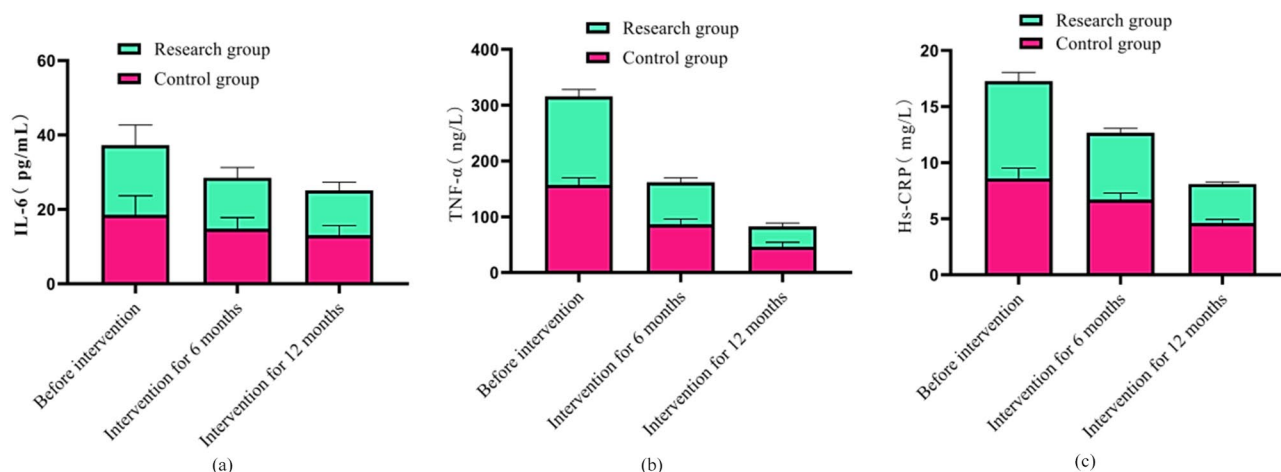 Research group
Control group
60
40
20
0
IL-6 ( pg/mL)
Before intervention
Intervention for 6 months
Intervention for 12 months
(a)
Research group
Control group
400
300
200
100
0
TNF-α ( ng/L)
Before intervention
Intervention for 6 months
Intervention for 12 months
(b)
Research group
Control group
20
15
10
5
0
Hs-CRP ( mg/L)
Before intervention
Intervention for 6 months
Intervention for 12 months
(c)